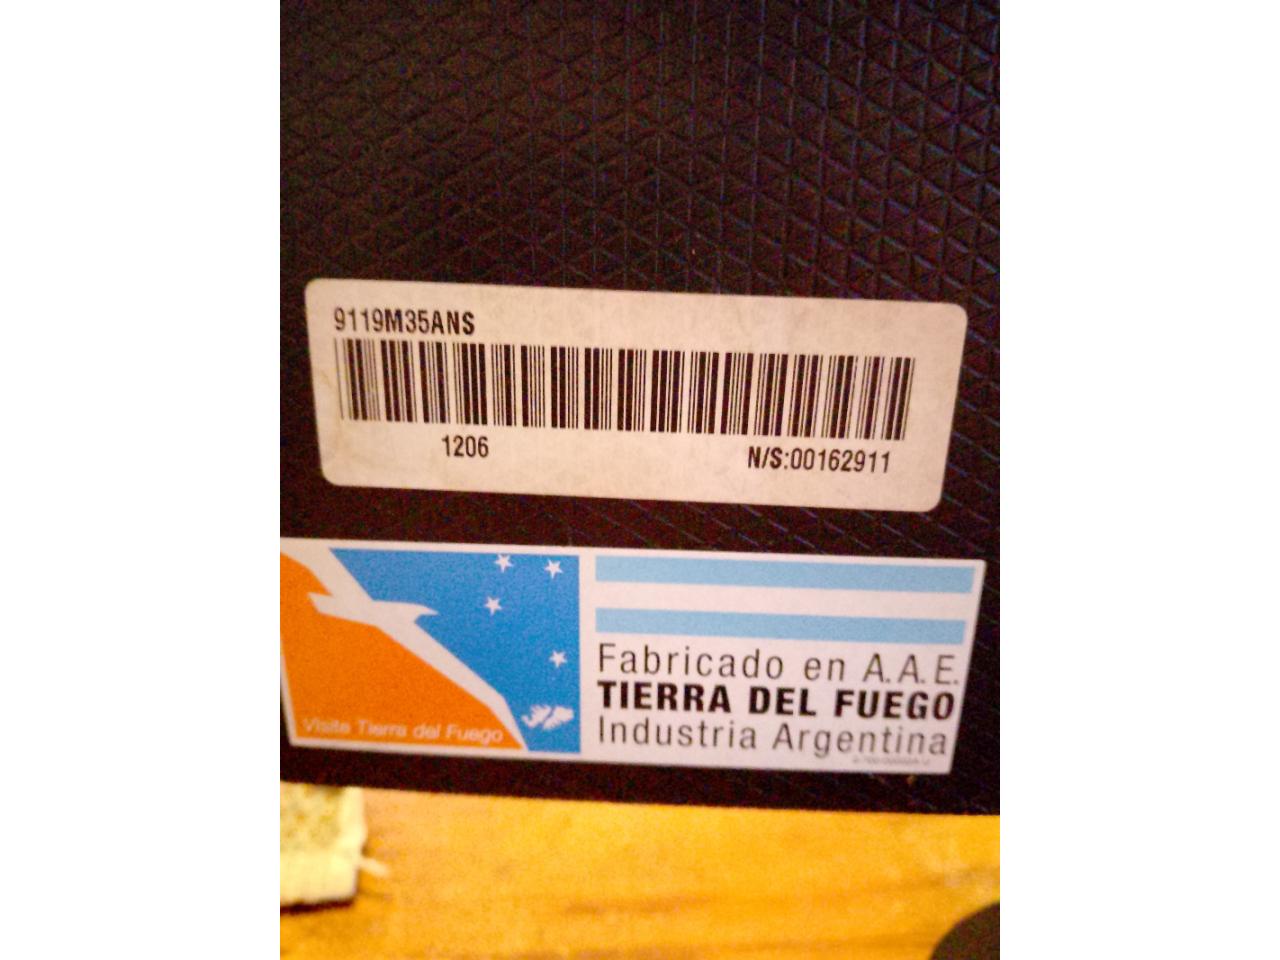 9119M35ANS
1206
N/S:00162911
Visite Tierra del Fuego
Fabricado en A.A.E.
TIERRA DEL FUEGO
Industria Argentina